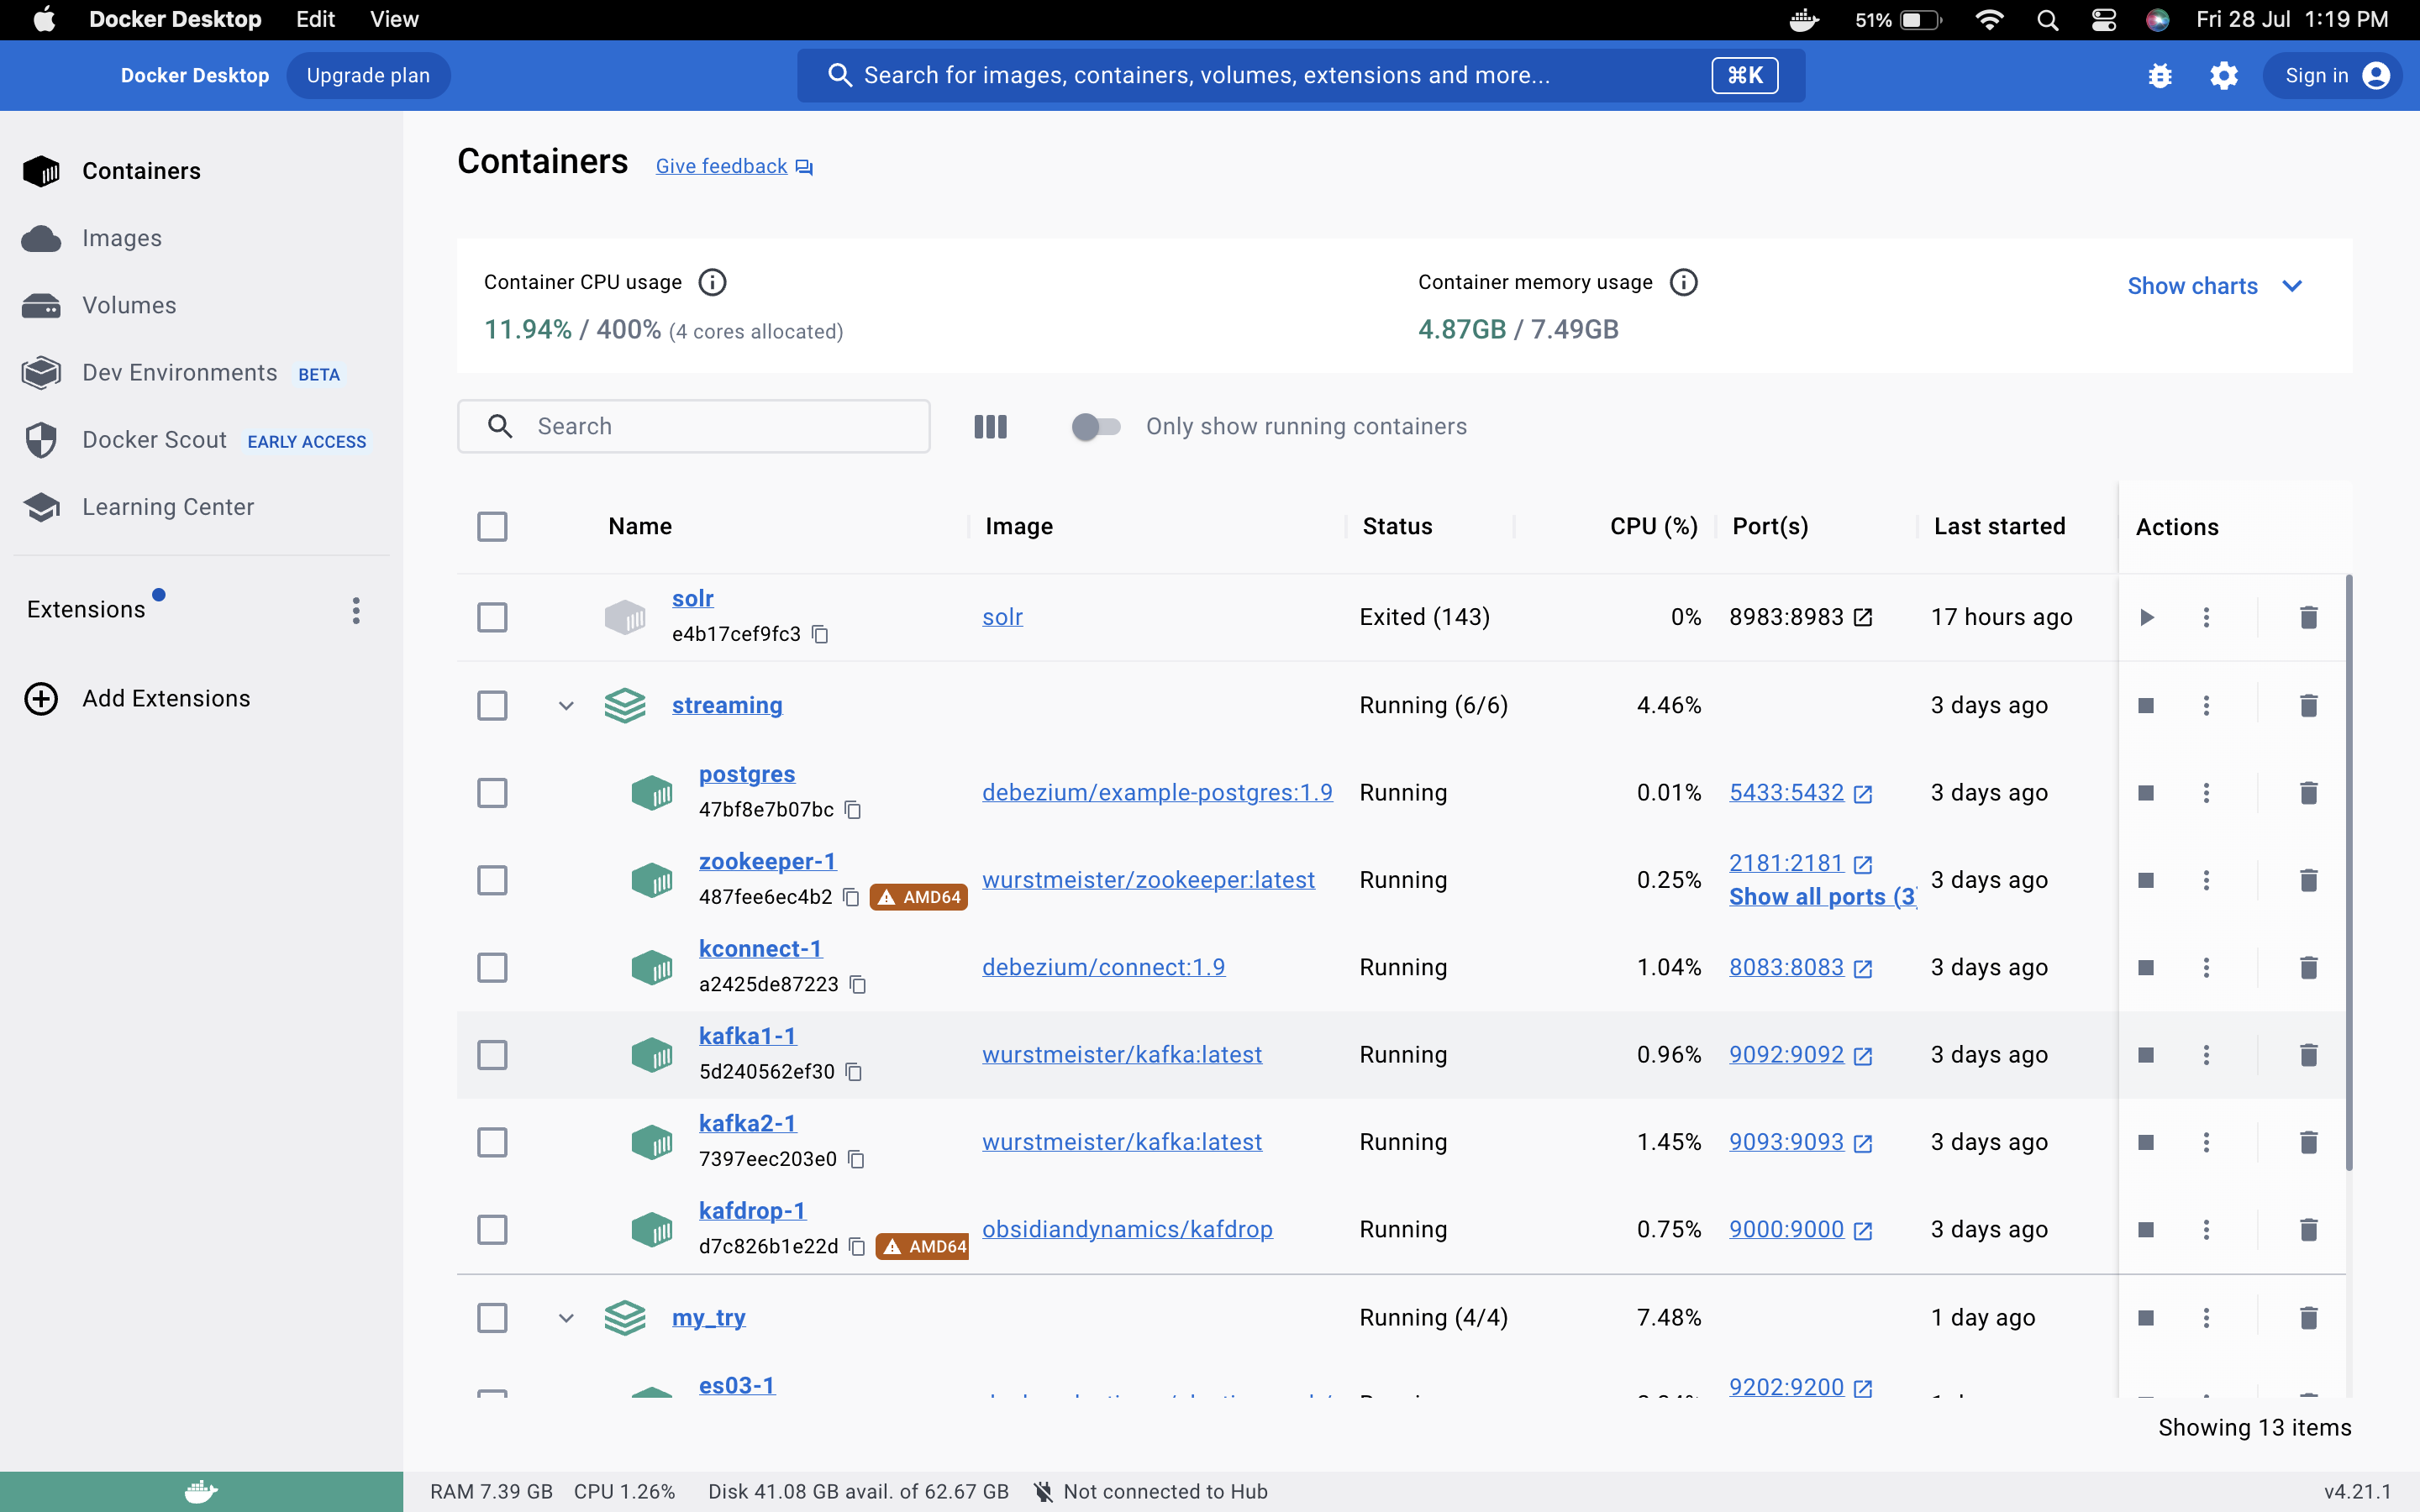 Docker Desktop Edit View 51% Fri 28 Jul 1:19 PM
Docker Desktop Upgrade plan Search for images, containers, volumes, extensions and more... ⌘K Sign in
Containers
Images
Volumes
Dev Environments BETA
Docker Scout EARLY ACCESS
Learning Center
Extensions
Add Extensions
Containers Give feedback
Container CPU usage
11.94% / 400% (4 cores allocated)
Container memory usage
4.87GB / 7.49GB
Show charts
Search Only show running containers
Name Image Status CPU (%) Port(s) Last started Actions
solr
e4b17cef9fc3
solr Exited (143) 0% 8983:8983 17 hours ago
streaming Running (6/6) 4.46% 3 days ago
postgres
47bf8e7b07bc
debezium/example-postgres:1.9 Running 0.01% 5433:5432 3 days ago
zookeeper-1
487fee6ec4b2 AMD64
wurstmeister/zookeeper:latest Running 0.25% 2181:2181 3 days ago
Show all ports (3
kconnect-1
a2425de87223
debezium/connect:1.9 Running 1.04% 8083:8083 3 days ago
kafka1-1
5d240562ef30
wurstmeister/kafka:latest Running 0.96% 9092:9092 3 days ago
kafka2-1
7397eec203e0
wurstmeister/kafka:latest Running 1.45% 9093:9093 3 days ago
kafdrop-1
d7c826b1e22d AMD64
obsidiandynamics/kafdrop Running 0.75% 9000:9000 3 days ago
my_try Running (4/4) 7.48% 1 day ago
es03-1 9202:9200
Showing 13 items
RAM 7.39 GB CPU 1.26% Disk 41.08 GB avail. of 62.67 GB Not connected to Hub v4.21.1